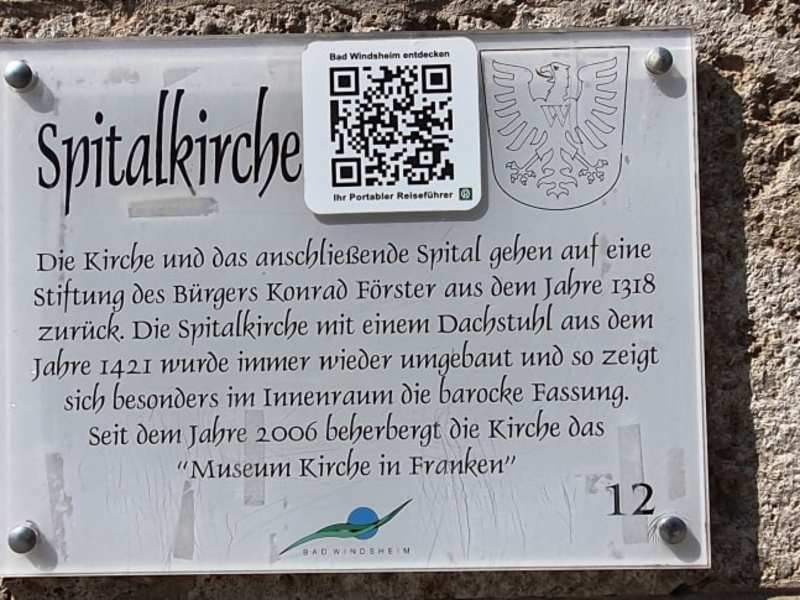 Bad Windsheim entdecken
Ihr Portabler Reiseführer
W
Spitalkirche
Die Kirche und das anschließende Spital gehen auf eine
Stiftung des Bürgers Konrad Förster aus dem Jahre 1318
zurück. Die Spitalkirche mit einem Dachstuhl aus dem
Jahre 1421 wurde immer wieder umgebaut und so zeigt
sich besonders im Innenraum die barocke Fassung.
Seit dem Jahre 2006 beherbergt die Kirche das
"Museum Kirche in Franken"
12
BAD WINDSHEIM